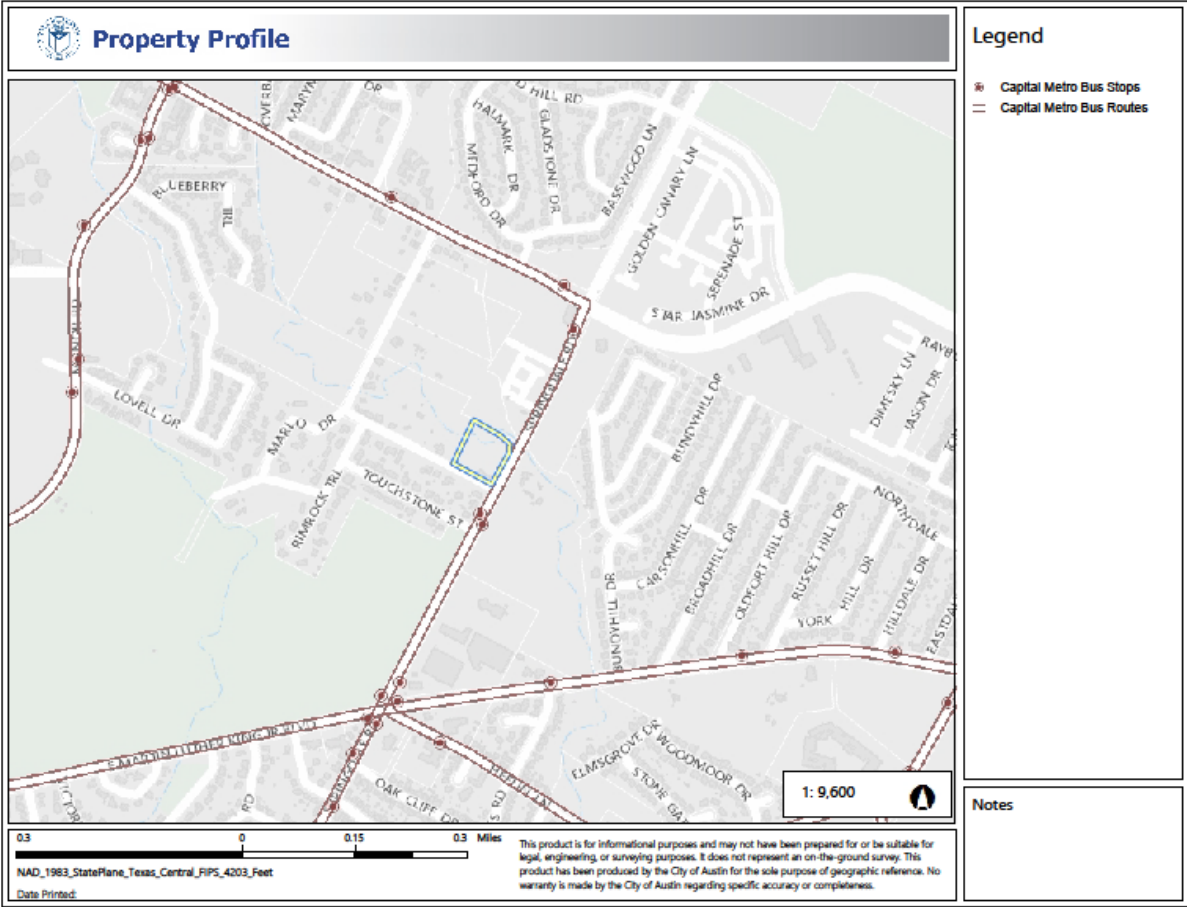 Property Profile
Legend
Capital Metro Bus Stops
Capital Metro Bus Routes
DR
HILL RD
HALMARK DR
GLADSTONE DR
MEDFORD DR
BASSWOOD LN
GOLDEN CANARY LN
SERENADE ST
STAR JASMINE DR
BLUEBERRY TRL
LOVELL DR
MARLO DR
RIMROCK TRL
TOUCHSTONE ST
BUNDYHILL DR
DIMESKY LN
JASON DR
NORTHDALE
CARSONHILL DR
BROADHILL DR
OLDFORT HILL DR
RUSSET HILL DR
YORK HILL DR
HILLDALE DR
BUNDYHILL DR
E MARTIN LUTHER KING JR BLVD
ELMSGROVE DR
WOODMOOR DR
OAK CLIFF DR
RD
S RD
1: 9,600
Notes
0.3 0 0.15 0.3 Miles
NAD_1983_StatePlane_Texas_Central_FIPS_4203_Feet
Date Printed:
This product is for informational purposes and may not have been prepared for or be suitable for
legal, engineering, or surveying purposes. It does not represent an on-the-ground survey. This
product has been produced by the City of Austin for the sole purpose of geographic reference. No
warranty is made by the City of Austin regarding specific accuracy or completeness.